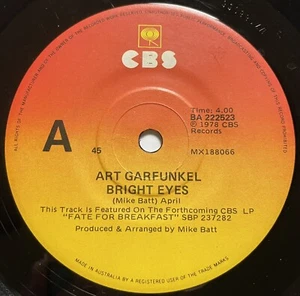 CBS
A
45
Time: 4.00
BA 222523
℗ 1978 CBS
Records
MX188066
ART GARFUNKEL
BRIGHT EYES
(Mike Batt) April
This Track is Featured On The Forthcoming CBS LP
"FATE FOR BREAKFAST" SBP 237282
Produced & Arranged by Mike Batt
MADE IN AUSTRALIA BY A REGISTERED USER OF THE TRADE MARKS